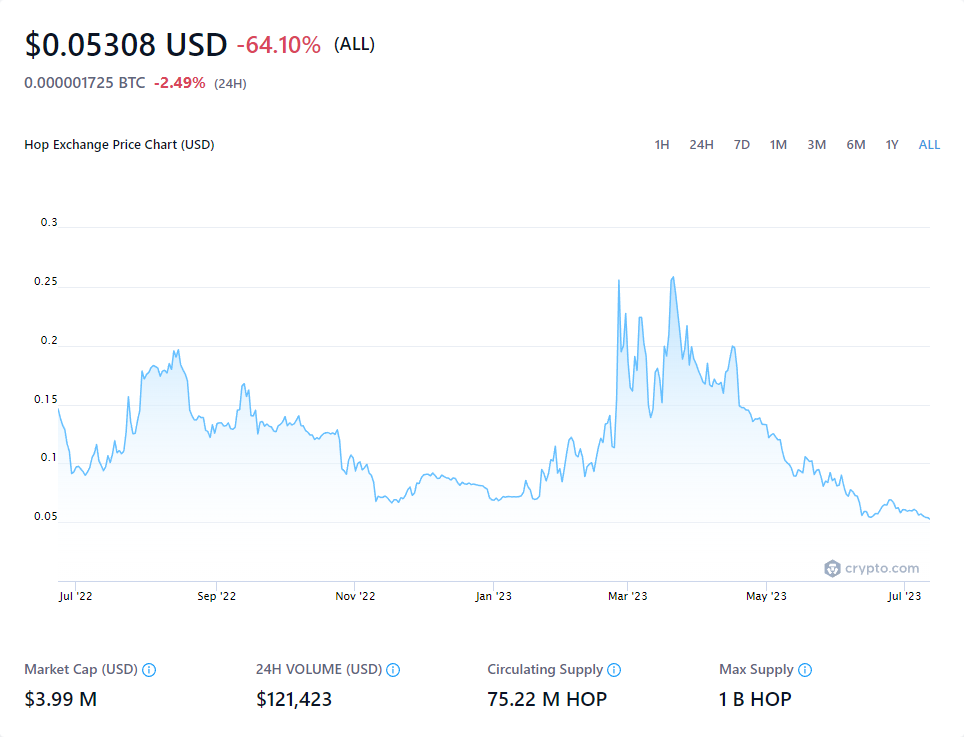 $0.05308 USD -64.10% (ALL)
0.000001725 BTC -2.49% (24H)
Hop Exchange Price Chart (USD) 1H 24H 7D 1M 3M 6M 1Y ALL
0.3
0.25
0.2
0.15
0.1
0.05
crypto.com
Jul '22 Sep '22 Nov '22 Jan '23 Mar '23 May '23 Jul '23
Market Cap (USD) 24H VOLUME (USD) Circulating Supply Max Supply
$3.99 M $121,423 75.22 M HOP 1 B HOP